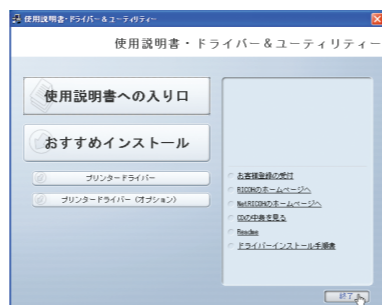 使用説明書・ドライバー&ユーティリティー
使用説明書・ドライバー&ユーティリティー
使用説明書への入り口
おすすめインストール
プリンタードライバー
プリンタードライバー(オプション)
お客様登録の受付
RICOHのホームページへ
NetRICOHのホームページへ
CDの中身を見る
Readme
ドライバーインストール手順書
終了